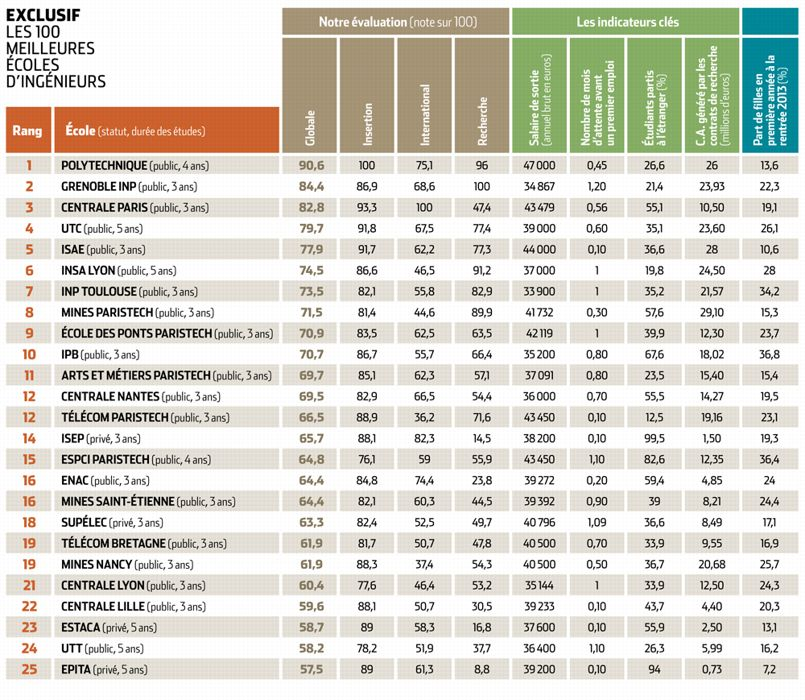 EXCLUSIF
LES 100
MEILLEURES
ÉCOLES
D'INGÉNIEURS
Notre évaluation (note sur 100)
Les indicateurs clés
Rang
École (statut, durée des études)
Globale
Insertion
International
Recherche
Salaire de sortie
(annuel brut en euros)
Nombre de mois
d'attente avant
un premier emploi
Étudiants partis
à l'étranger (%)
C.A. généré par les
contrats de recherche
(millions d'euros)
Part de filles en
première année à la
rentrée 2013 (%)
1 POLYTECHNIQUE (public, 4 ans) 90,6 100 75,1 96 47 000 0,45 26,6 26 13,6
2 GRENOBLE INP (public, 3 ans) 84,4 86,9 68,6 100 34 867 1,20 21,4 23,93 22,3
3 CENTRALE PARIS (public, 3 ans) 82,8 93,3 100 47,4 43 479 0,56 55,1 10,50 19,1
4 UTC (public, 5 ans) 79,7 91,8 67,5 77,4 39 000 0,60 35,1 23,60 26,1
5 ISAE (public, 3 ans) 77,9 91,7 62,2 77,3 44 000 0,10 36,6 28 10,6
6 INSA LYON (public, 5 ans) 74,5 86,6 46,5 91,2 37 000 1 19,8 24,50 28
7 INP TOULOUSE (public, 3 ans) 73,5 82,1 55,8 82,9 33 900 1 35,2 21,57 34,2
8 MINES PARISTECH (public, 3 ans) 71,5 81,4 44,6 89,9 41 732 0,30 57,6 29,10 15,3
9 ÉCOLE DES PONTS PARISTECH (public, 3 ans) 70,9 83,5 62,5 63,5 42 119 1 39,9 12,30 23,7
10 IPB (public, 3 ans) 70,7 86,7 55,7 66,4 35 200 0,80 67,6 18,02 36,8
11 ARTS ET MÉTIERS PARISTECH (public, 3 ans) 69,7 85,1 62,3 57,1 37 091 0,80 23,5 15,40 15,4
12 CENTRALE NANTES (public, 3 ans) 69,5 82,9 66,5 54,4 36 000 0,70 55,5 14,27 19,5
12 TÉLÉCOM PARISTECH (public, 3 ans) 66,5 88,9 36,2 71,6 43 450 0,10 12,5 19,16 23,1
14 ISEP (privé, 3 ans) 65,7 88,1 82,3 14,5 38 200 0,10 99,5 1,50 19,3
15 ESPCI PARISTECH (public, 4 ans) 64,8 76,1 59 55,9 43 450 1,10 82,6 12,35 36,4
16 ENAC (public, 3 ans) 64,4 84,8 74,4 23,8 39 272 0,20 59,4 4,85 24
16 MINES SAINT-ÉTIENNE (public, 3 ans) 64,4 82,1 60,3 44,5 39 392 0,90 39 8,21 24,4
18 SUPÉLEC (privé, 3 ans) 63,3 82,4 52,5 49,7 40 796 1,09 36,6 8,49 17,1
19 TÉLÉCOM BRETAGNE (public, 3 ans) 61,9 81,7 50,7 47,8 40 500 0,70 33,9 9,55 16,9
19 MINES NANCY (public, 3 ans) 61,9 88,3 37,4 54,3 40 500 0,50 36,7 20,68 25,7
21 CENTRALE LYON (public, 3 ans) 60,4 77,6 46,4 53,2 35 144 1 33,9 12,50 24,3
22 CENTRALE LILLE (public, 3 ans) 59,6 88,1 50,7 30,5 39 233 0,10 43,7 4,40 20,3
23 ESTACA (privé, 5 ans) 58,7 89 58,3 16,8 37 600 0,10 55,9 2,50 13,1
24 UTT (public, 5 ans) 58,2 78,2 51,9 37,7 36 400 1,10 26,3 5,99 16,2
25 EPITA (privé, 5 ans) 57,5 89 61,3 8,8 39 200 0,10 94 0,73 7,2